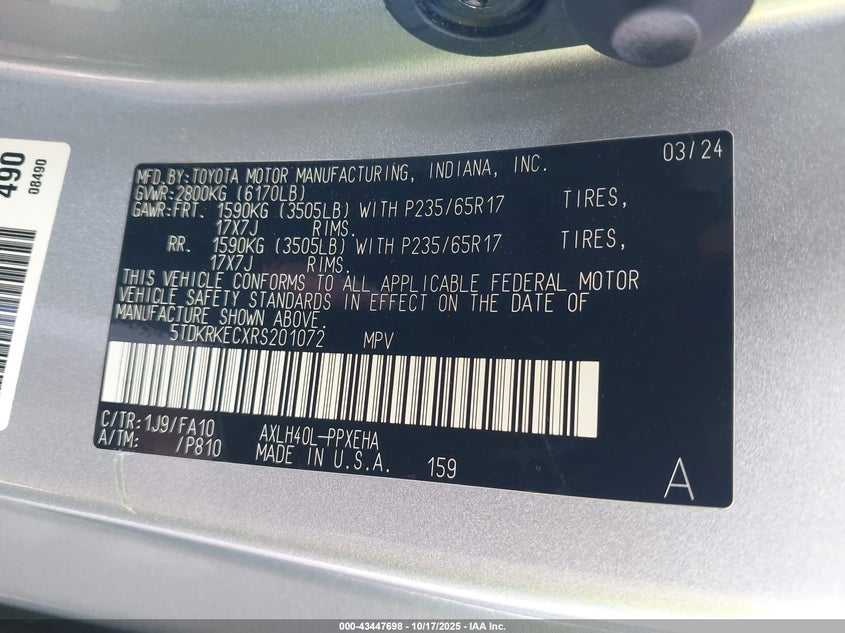 490
08490
03/24
MFD.BY:TOYOTA MOTOR MANUFACTURING, INDIANA, INC.
GVWR:2800KG (6170LB)
GAWR:FRT. 1590KG (3505LB) WITH P235/65R17 TIRES,
17X7J RIMS.
RR. 1590KG (3505LB) WITH P235/65R17 TIRES,
17X7J RIMS.
THIS VEHICLE CONFORMS TO ALL APPLICABLE FEDERAL MOTOR
VEHICLE SAFETY STANDARDS IN EFFECT ON THE DATE OF
MANUFACTURE SHOWN ABOVE.
5TDKRKECXRS201072 MPV
C/TR:1J9/FA10 AXLH40L-PPXEHA
A/TM: /P810 MADE IN U.S.A. 159
A
000-43447698 - 10/17/2025 - IAA Inc.